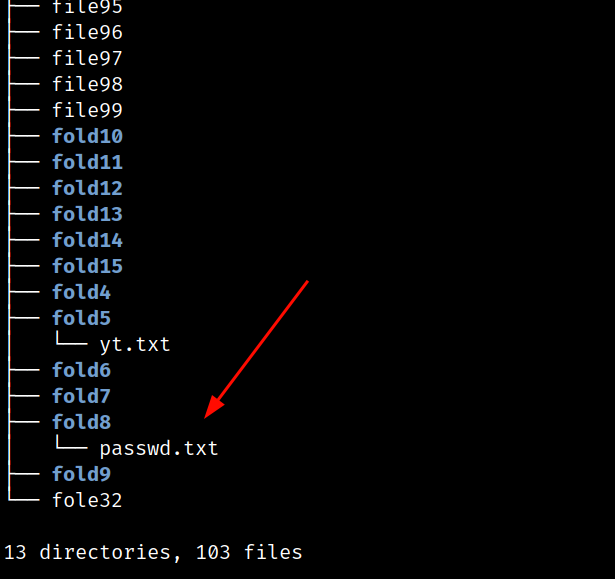 ├── file95
├── file96
├── file97
├── file98
├── file99
├── fold10
├── fold11
├── fold12
├── fold13
├── fold14
├── fold15
├── fold4
├── fold5
│   └── yt.txt
├── fold6
├── fold7
├── fold8
│   └── passwd.txt
├── fold9
└── fole32
13 directories, 103 files